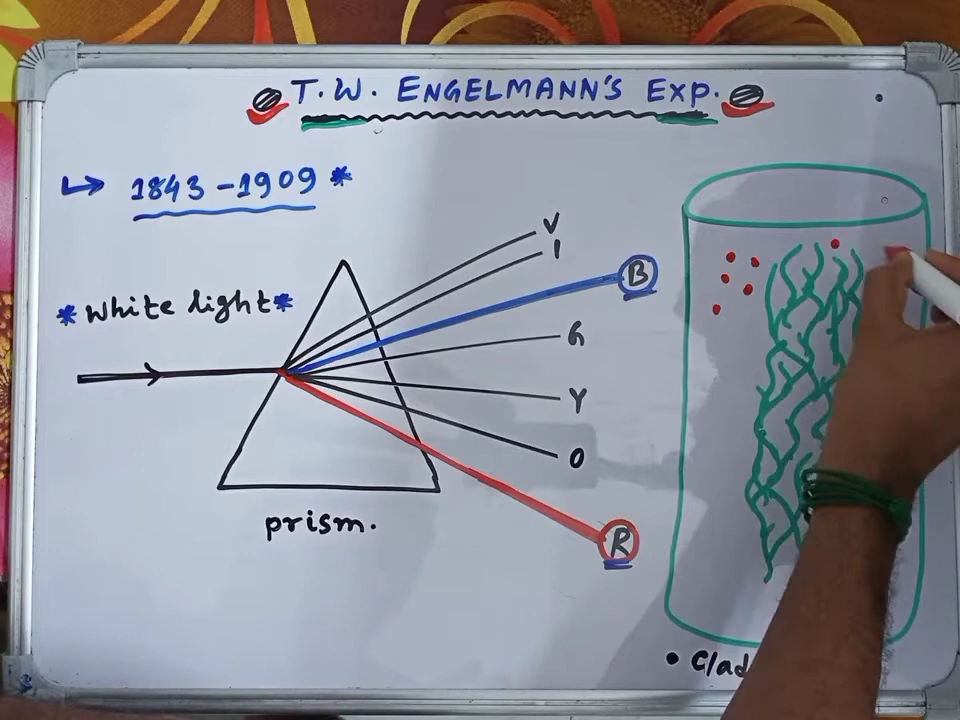 T. W. ENGELMANN'S EXP.
↳ 1843 - 1909 *
* White light *
V
I
B
G
Y
O
R
prism.